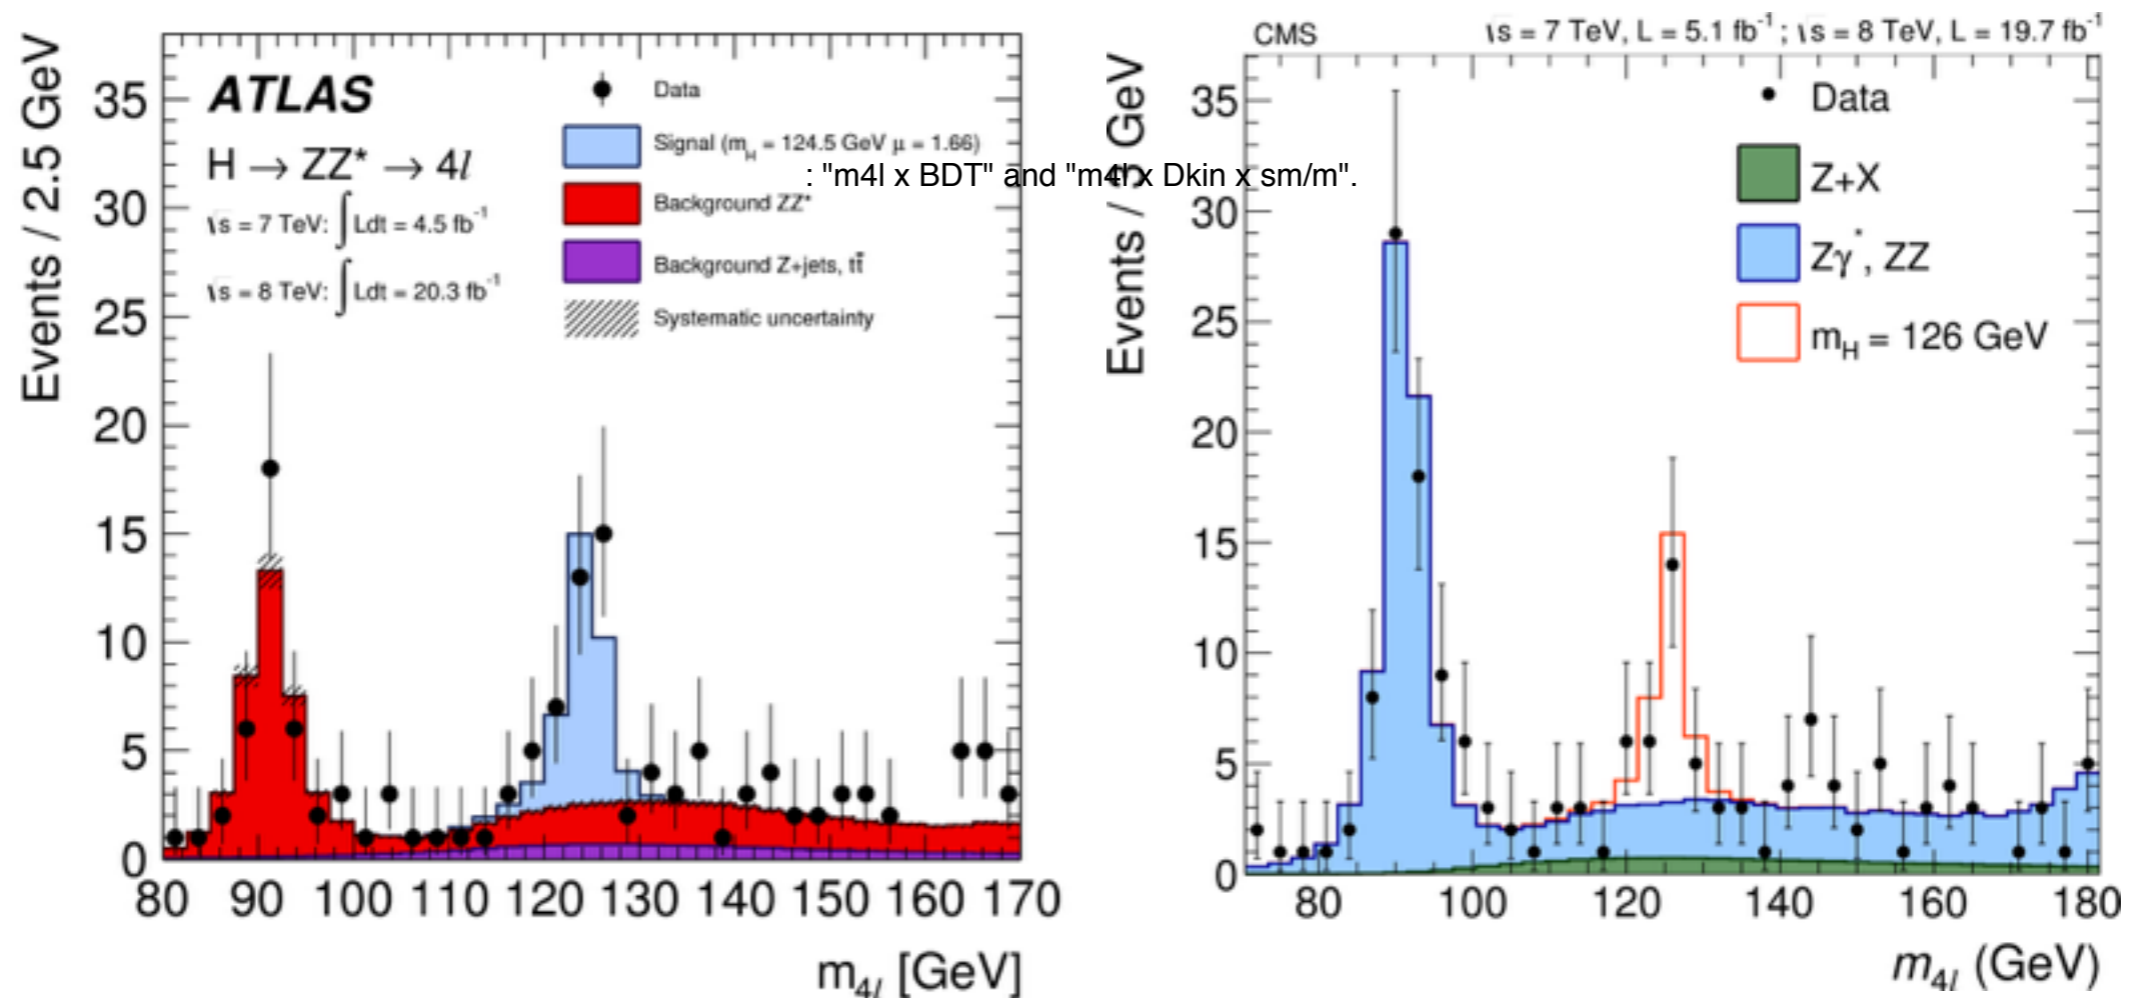 Events / 2.5 GeV
35
30
25
20
15
10
5
0
ATLAS
H → ZZ* → 4l
√s = 7 TeV: ∫Ldt = 4.5 fb⁻¹
√s = 8 TeV: ∫Ldt = 20.3 fb⁻¹
Data
Signal (m_H = 124.5 GeV μ = 1.66)
Background ZZ*
Background Z+jets, tt̄
Systematic uncertainty
80 90 100 110 120 130 140 150 160 170
m_4l [GeV]
: "m4l x BDT" and "m4l x Dkin x sm/m".
CMS √s = 7 TeV, L = 5.1 fb⁻¹ ; √s = 8 TeV, L = 19.7 fb⁻¹
Events / 3 GeV
35
30
25
20
15
10
5
0
Data
Z+X
Zγ*, ZZ
m_H = 126 GeV
80 100 120 140 160 180
m_4l (GeV)